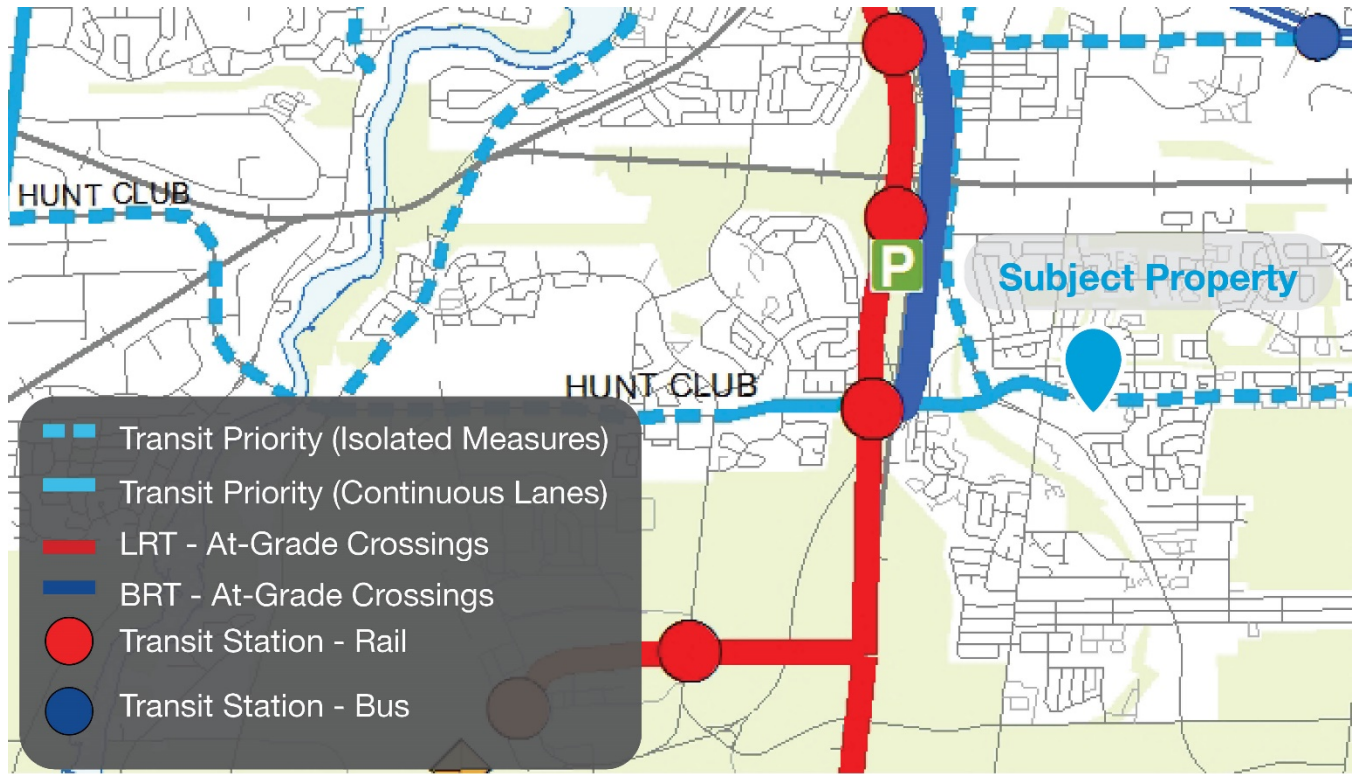 HUNT CLUB
P
Subject Property
HUNT CLUB
Transit Priority (Isolated Measures)
Transit Priority (Continuous Lanes)
LRT - At-Grade Crossings
BRT - At-Grade Crossings
Transit Station - Rail
Transit Station - Bus